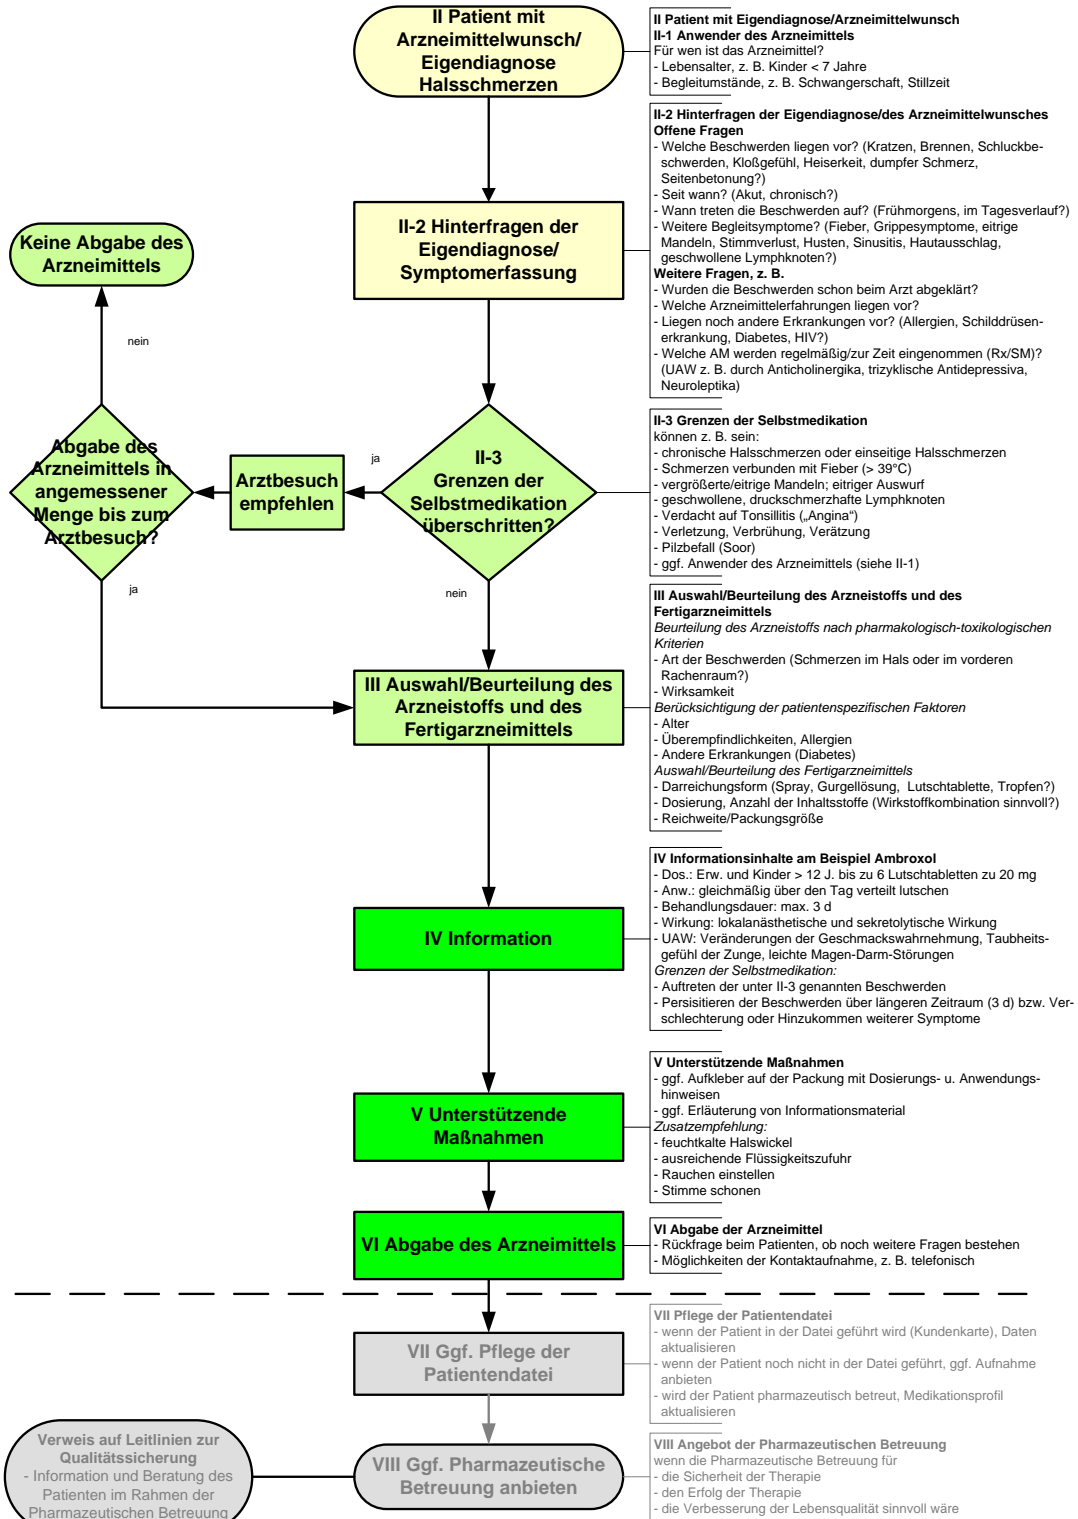 II Patient mit
Arzneimittelwunsch/
Eigendiagnose
Halsschmerzen
II Patient mit Eigendiagnose/Arzneimittelwunsch
II-1 Anwender des Arzneimittels
Für wen ist das Arzneimittel?
- Lebensalter, z. B. Kinder < 7 Jahre
- Begleitumstände, z. B. Schwangerschaft, Stillzeit
II-2 Hinterfragen der
Eigendiagnose/
Symptomerfassung
II-2 Hinterfragen der Eigendiagnose/des Arzneimittelwunsches
Offene Fragen
- Welche Beschwerden liegen vor? (Kratzen, Brennen, Schluckbe-
schwerden, Kloßgefühl, Heiserkeit, dumpfer Schmerz,
Seitenbetonung?)
- Seit wann? (Akut, chronisch?)
- Wann treten die Beschwerden auf? (Frühmorgens, im Tagesverlauf?)
- Weitere Begleitsymptome? (Fieber, Grippesymptome, eitrige
Mandeln, Stimmverlust, Husten, Sinusitis, Hautausschlag,
geschwollene Lymphknoten?)
Weitere Fragen, z. B.
- Wurden die Beschwerden schon beim Arzt abgeklärt?
- Welche Arzneimittelerfahrungen liegen vor?
- Liegen noch andere Erkrankungen vor? (Allergien, Schilddrüsen-
erkrankung, Diabetes, HIV?)
- Welche AM werden regelmäßig/zur Zeit eingenommen (Rx/SM)?
(UAW z. B. durch Anticholinergika, trizyklische Antidepressiva,
Neuroleptika)
Keine Abgabe des
Arzneimittels
nein
Abgabe des
Arzneimittels in
angemessener
Menge bis zum
Arztbesuch?
ja
Arztbesuch
empfehlen
ja
II-3
Grenzen der
Selbstmedikation
überschritten?
nein
II-3 Grenzen der Selbstmedikation
können z. B. sein:
- chronische Halsschmerzen oder einseitige Halsschmerzen
- Schmerzen verbunden mit Fieber (> 39°C)
- vergrößerte/eitrige Mandeln; eitriger Auswurf
- geschwollene, druckschmerzhafte Lymphknoten
- Verdacht auf Tonsillitis („Angina“)
- Verletzung, Verbrühung, Verätzung
- Pilzbefall (Soor)
- ggf. Anwender des Arzneimittels (siehe II-1)
III Auswahl/Beurteilung des
Arzneistoffs und des
Fertigarzneimittels
III Auswahl/Beurteilung des Arzneistoffs und des
Fertigarzneimittels
Beurteilung des Arzneistoffs nach pharmakologisch-toxikologischen
Kriterien
- Art der Beschwerden (Schmerzen im Hals oder im vorderen
Rachenraum?)
- Wirksamkeit
Berücksichtigung der patientenspezifischen Faktoren
- Alter
- Überempfindlichkeiten, Allergien
- Andere Erkrankungen (Diabetes)
Auswahl/Beurteilung des Fertigarzneimittels
- Darreichungsform (Spray, Gurgellösung, Lutschtablette, Tropfen?)
- Dosierung, Anzahl der Inhaltsstoffe (Wirkstoffkombination sinnvoll?)
- Reichweite/Packungsgröße
IV Information
IV Informationsinhalte am Beispiel Ambroxol
- Dos.: Erw. und Kinder > 12 J. bis zu 6 Lutschtabletten zu 20 mg
- Anw.: gleichmäßig über den Tag verteilt lutschen
- Behandlungsdauer: max. 3 d
- Wirkung: lokalanästhetische und sekretolytische Wirkung
- UAW: Veränderungen der Geschmackswahrnehmung, Taubheits-
gefühl der Zunge, leichte Magen-Darm-Störungen
Grenzen der Selbstmedikation:
- Auftreten der unter II-3 genannten Beschwerden
- Persisitieren der Beschwerden über längeren Zeitraum (3 d) bzw. Ver-
schlechterung oder Hinzukommen weiterer Symptome
V Unterstützende
Maßnahmen
V Unterstützende Maßnahmen
- ggf. Aufkleber auf der Packung mit Dosierungs- u. Anwendungs-
hinweisen
- ggf. Erläuterung von Informationsmaterial
Zusatzempfehlung:
- feuchtkalte Halswickel
- ausreichende Flüssigkeitszufuhr
- Rauchen einstellen
- Stimme schonen
VI Abgabe des Arzneimittels
VI Abgabe der Arzneimittel
- Rückfrage beim Patienten, ob noch weitere Fragen bestehen
- Möglichkeiten der Kontaktaufnahme, z. B. telefonisch
VII Ggf. Pflege der
Patientendatei
VII Pflege der Patientendatei
- wenn der Patient in der Datei geführt wird (Kundenkarte), Daten
aktualisieren
- wenn der Patient noch nicht in der Datei geführt, ggf. Aufnahme
anbieten
- wird der Patient pharmazeutisch betreut, Medikationsprofil
aktualisieren
Verweis auf Leitlinien zur
Qualitätssicherung
- Information und Beratung des
Patienten im Rahmen der
Pharmazeutischen Betreuung
VIII Ggf. Pharmazeutische
Betreuung anbieten
VIII Angebot der Pharmazeutischen Betreuung
wenn die Pharmazeutische Betreuung für
- die Sicherheit der Therapie
- den Erfolg der Therapie
- die Verbesserung der Lebensqualität sinnvoll wäre